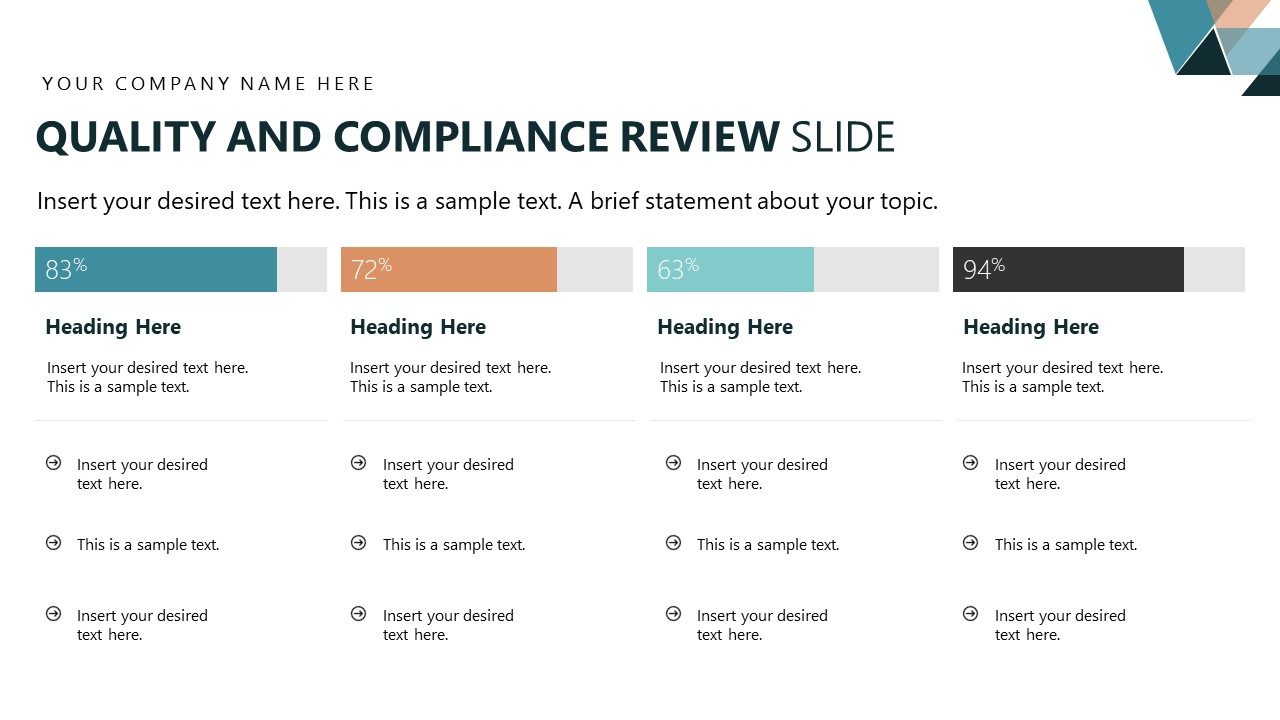 YOUR COMPANY NAME HERE
QUALITY AND COMPLIANCE REVIEW SLIDE
Insert your desired text here. This is a sample text. A brief statement about your topic.
83%
Heading Here
Insert your desired text here.
This is a sample text.
Insert your desired
text here.
This is a sample text.
Insert your desired
text here.
72%
Heading Here
Insert your desired text here.
This is a sample text.
Insert your desired
text here.
This is a sample text.
Insert your desired
text here.
63%
Heading Here
Insert your desired text here.
This is a sample text.
Insert your desired
text here.
This is a sample text.
Insert your desired
text here.
94%
Heading Here
Insert your desired text here.
This is a sample text.
Insert your desired
text here.
This is a sample text.
Insert your desired
text here.